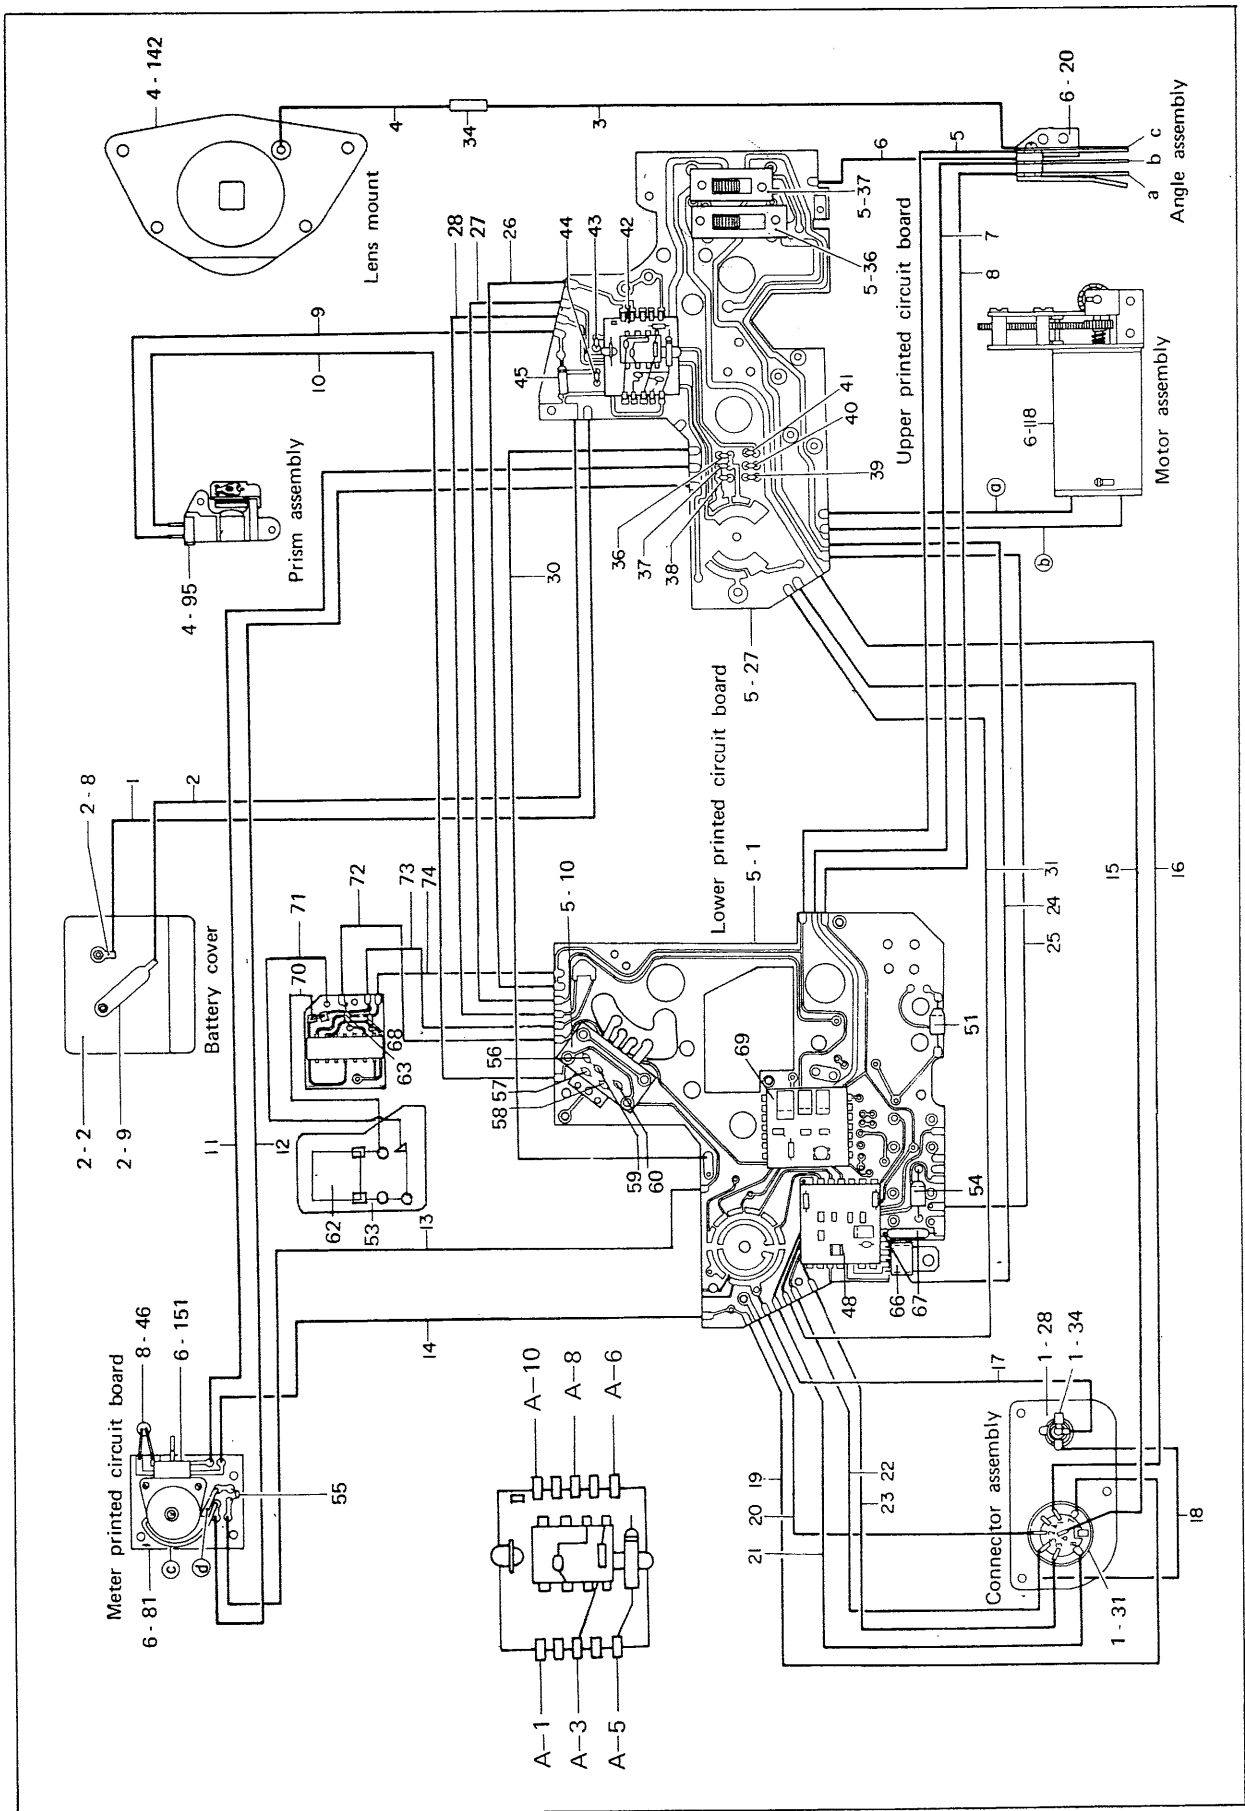 Meter printed circuit board
6 - 81
c
d
8 - 46
6 - 151
55
14
13
11
12
2 - 2
2 - 9
Battery cover
2 - 8
1
2
62
53
70
71
63
68
72
73
74
4 - 95
Prism assembly
10
9
4 - 142
Lens mount
4
34
3
28
27
26
45
44
43
42
30
36
37
38
39
40
41
5 - 27
Upper printed circuit board
5 - 36
5 - 37
6
5
6 - 20
a
b
c
Angle assembly
7
8
6-118
Motor assembly
a
b
Lower printed circuit board
5 - 1
5 - 10
56
57
58
59
60
69
51
54
48
66
67
31
24
25
15
16
A-1
A-3
A-5
A-10
A-8
A-6
19
20
21
22
23
17
18
Connector assembly
1 - 28
1 - 34
1 - 31